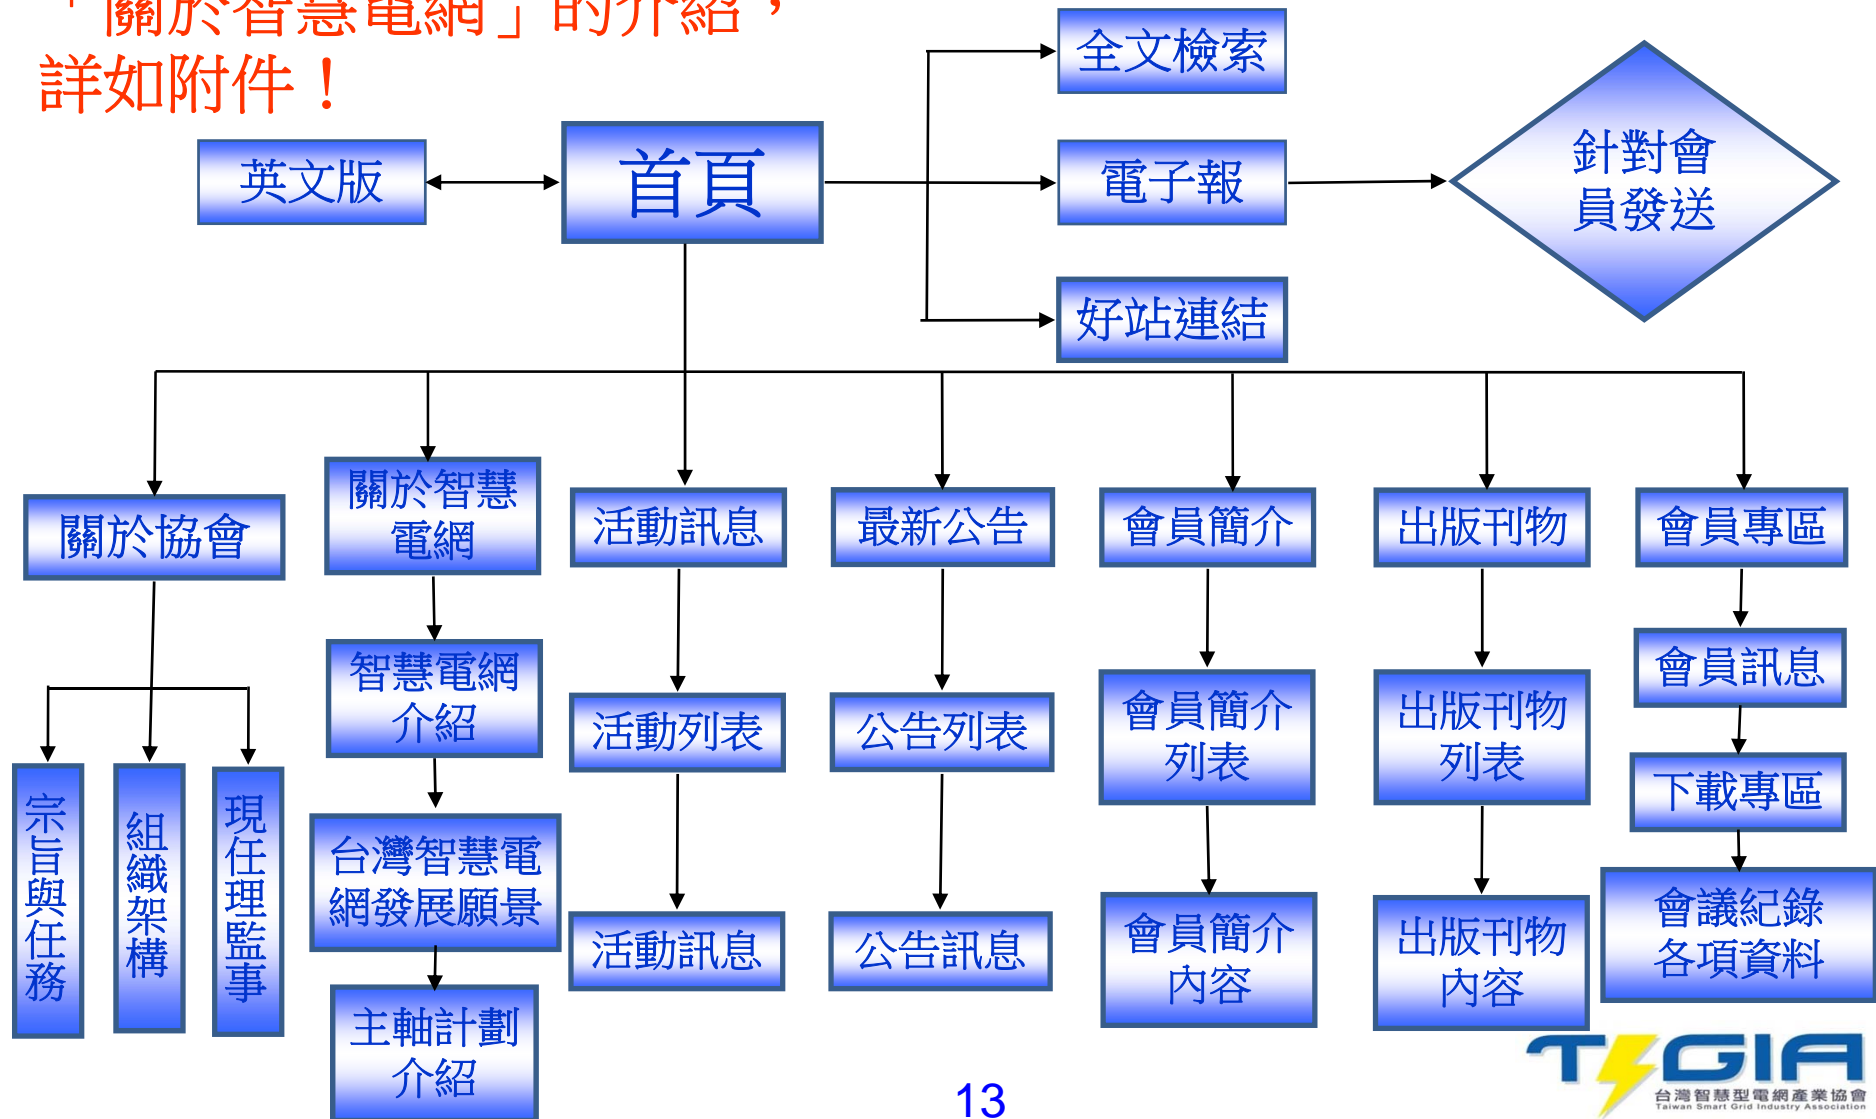 「關於智慧電網」的介紹，
詳如附件！
全文檢索
英文版
首頁
電子報
針對會
員發送
好站連結
關於協會
關於智慧
電網
活動訊息
最新公告
會員簡介
出版刊物
會員專區
宗旨與任務
組織架構
現任理監事
智慧電網
介紹
活動列表
公告列表
會員簡介
列表
出版刊物
列表
會員訊息
下載專區
台灣智慧電
網發展願景
活動訊息
公告訊息
會員簡介
內容
出版刊物
內容
會議紀錄
各項資料
主軸計劃
介紹
13
TSGIA
台灣智慧型電網產業協會
Taiwan Smart Grid Industry Association